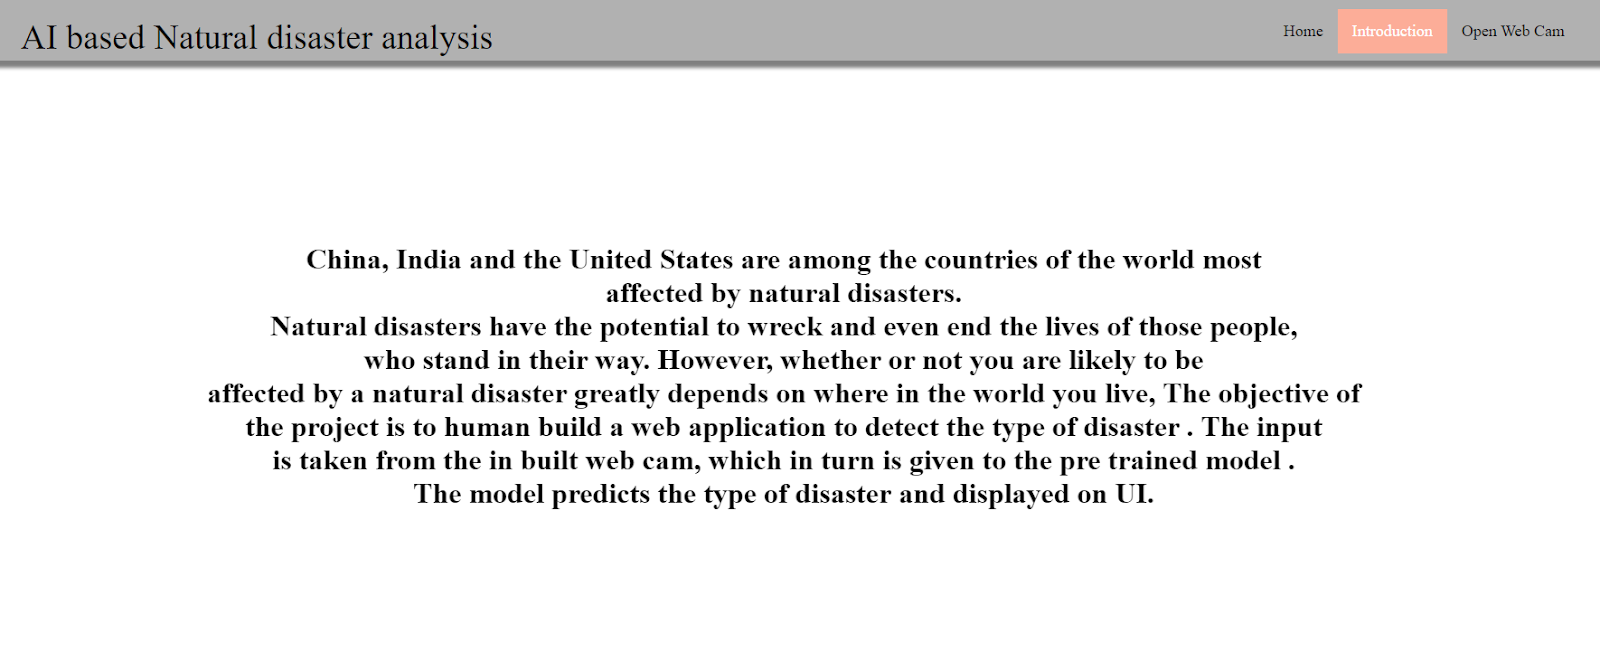 AI based Natural disaster analysis
Home
Introduction
Open Web Cam
China, India and the United States are among the countries of the world most
affected by natural disasters.
Natural disasters have the potential to wreck and even end the lives of those people,
who stand in their way. However, whether or not you are likely to be
affected by a natural disaster greatly depends on where in the world you live, The objective of
the project is to human build a web application to detect the type of disaster . The input
is taken from the in built web cam, which in turn is given to the pre trained model .
The model predicts the type of disaster and displayed on UI.